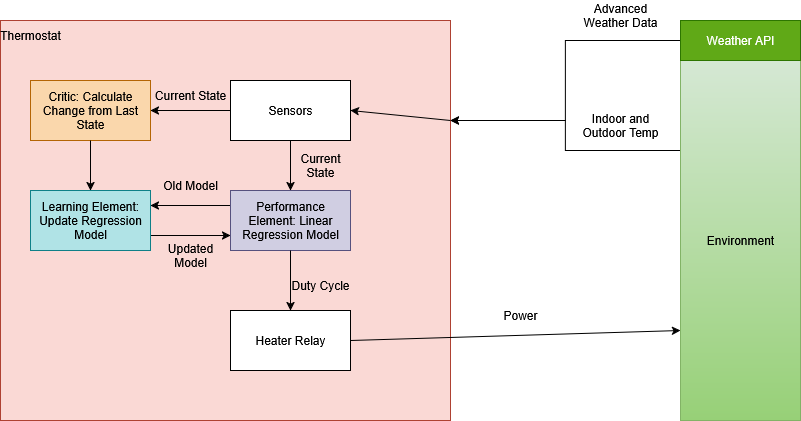 Advanced
Weather Data
Thermostat
Weather API
Critic: Calculate
Change from Last
State
Current State
Sensors
Indoor and
Outdoor Temp
Current
State
Old Model
Learning Element:
Update Regression
Model
Performance
Element: Linear
Regression Model
Environment
Updated
Model
Duty Cycle
Power
Heater Relay